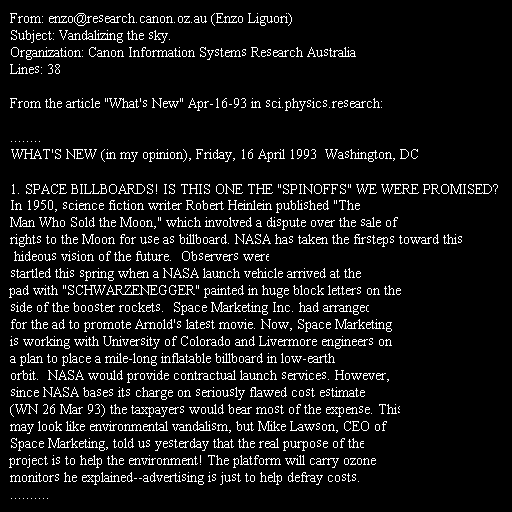 From: enzo@research.canon.oz.au (Enzo Liguori)
Subject: Vandalizing the sky.
Organization: Canon Information Systems Research Australia
Lines: 38
From the article "What's New" Apr-16-93 in sci.physics.research:
........
WHAT'S NEW (in my opinion), Friday, 16 April 1993  Washington, DC
1. SPACE BILLBOARDS! IS THIS ONE THE "SPINOFFS" WE WERE PROMISED?
In 1950, science fiction writer Robert Heinlein published "The
Man Who Sold the Moon," which involved a dispute over the sale of
rights to the Moon for use as billboard. NASA has taken the firsteps toward this
hideous vision of the future.  Observers were
startled this spring when a NASA launch vehicle arrived at the
pad with "SCHWARZENEGGER" painted in huge block letters on the
side of the booster rockets.  Space Marketing Inc. had arranged
for the ad to promote Arnold's latest movie. Now, Space Marketing
is working with University of Colorado and Livermore engineers on
a plan to place a mile-long inflatable billboard in low-earth
orbit.  NASA would provide contractual launch services. However,
since NASA bases its charge on seriously flawed cost estimate
(WN 26 Mar 93) the taxpayers would bear most of the expense. This
may look like environmental vandalism, but Mike Lawson, CEO of
Space Marketing, told us yesterday that the real purpose of the
project is to help the environment! The platform will carry ozone
monitors he explained--advertising is just to help defray costs.
..........